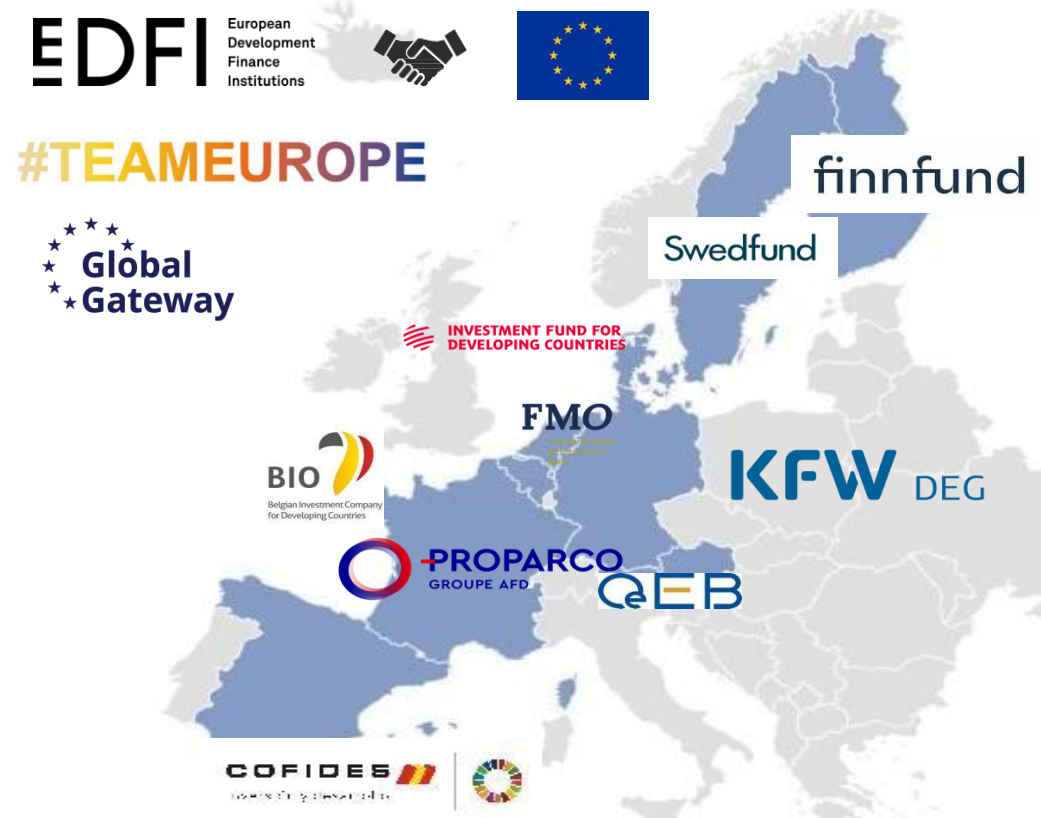 EDFI
European
Development
Finance
Institutions
#TEAMEUROPE
finnfund
Swedfund
Global
Gateway
INVESTMENT FUND FOR
DEVELOPING COUNTRIES
FMO
BIO
Belgian Investment Company
for Developing Countries
KFW DEG
PROPARCO
GROUPE AFD
OeEB
COFIDES